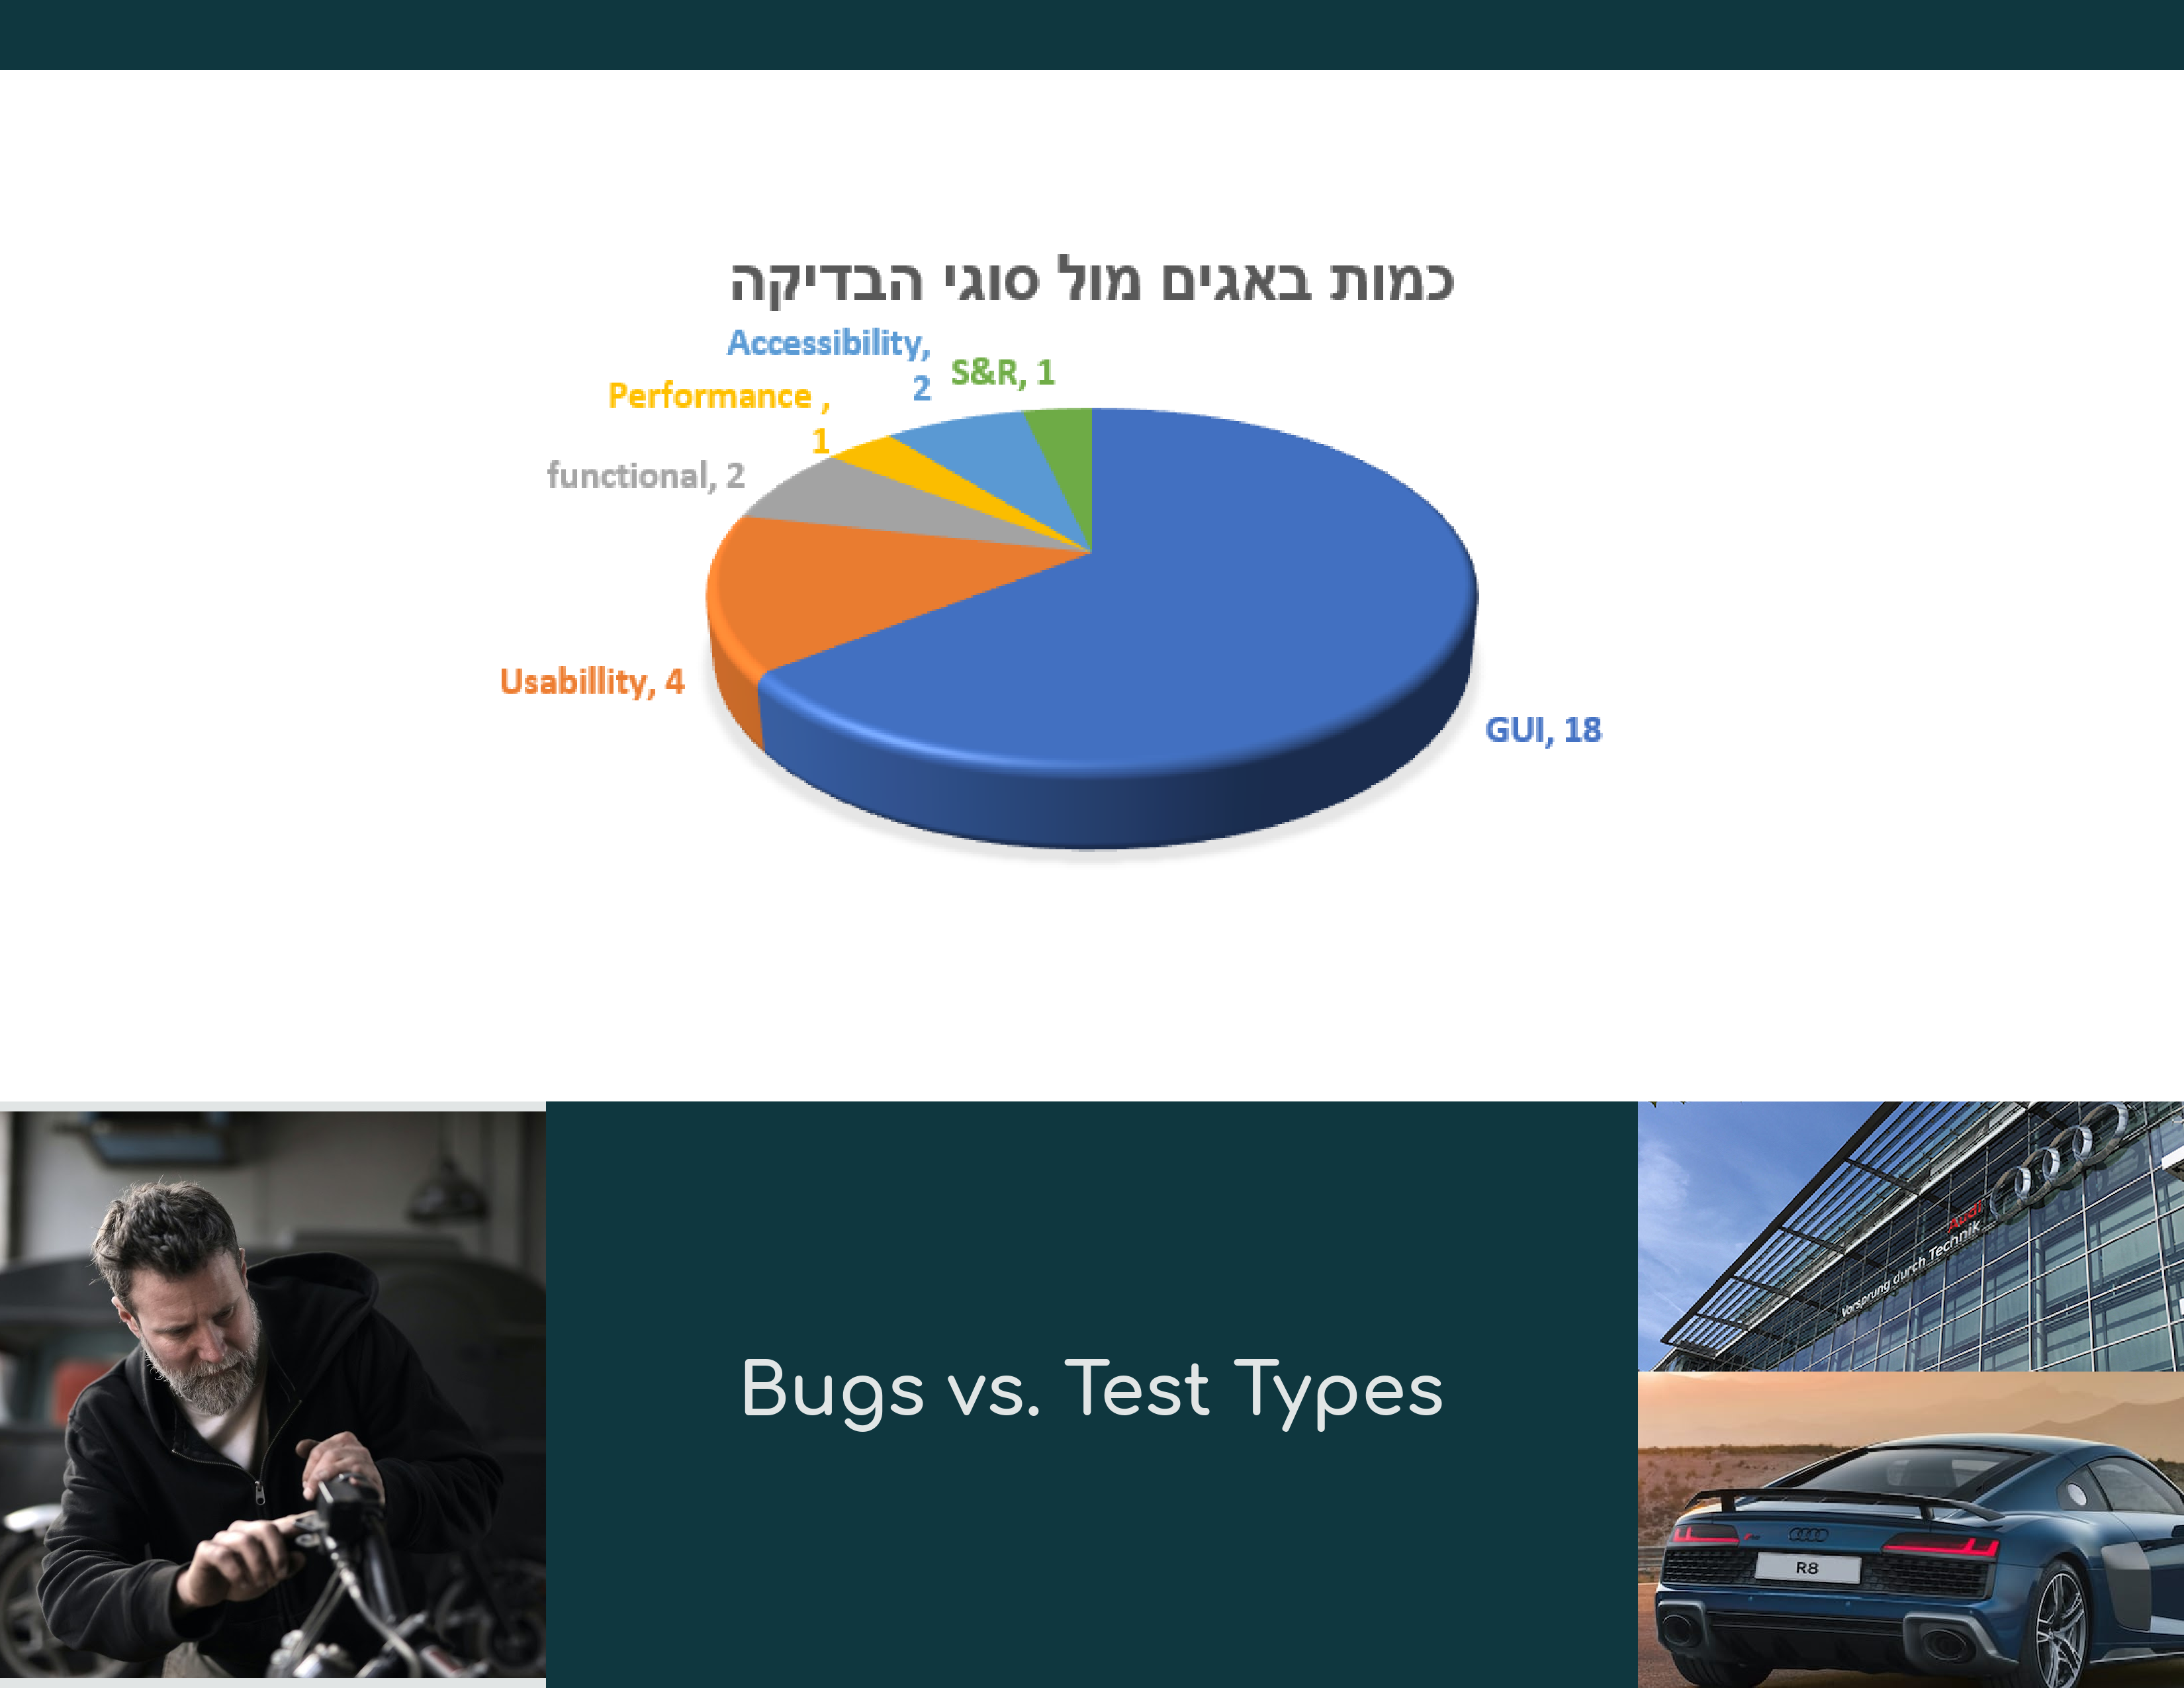 כמות באגים מול סוגי הבדיקה
Accessibility,
2
S&R, 1
Performance ,
1
functional, 2
Usabillity, 4
GUI, 18
Bugs vs. Test Types
Audi
Vorsprung durch Technik
R8